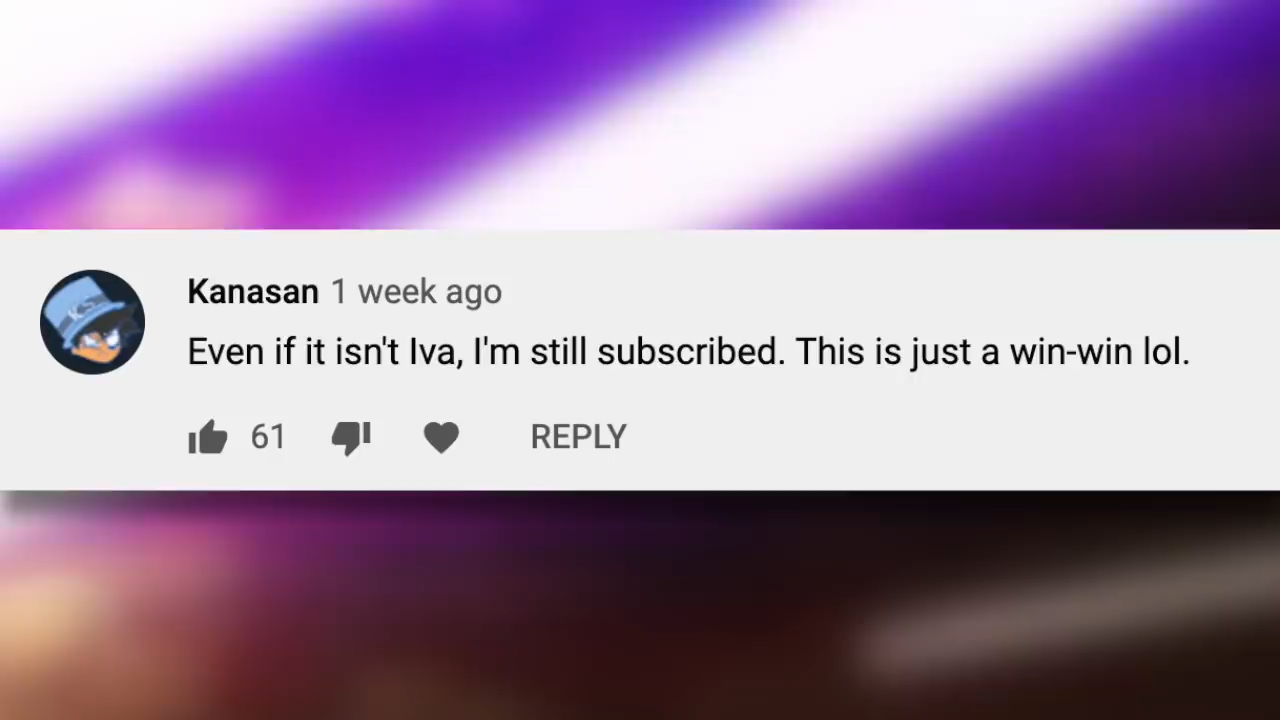 KS
Kanasan 1 week ago
Even if it isn't Iva, I'm still subscribed. This is just a win-win lol.
61 REPLY